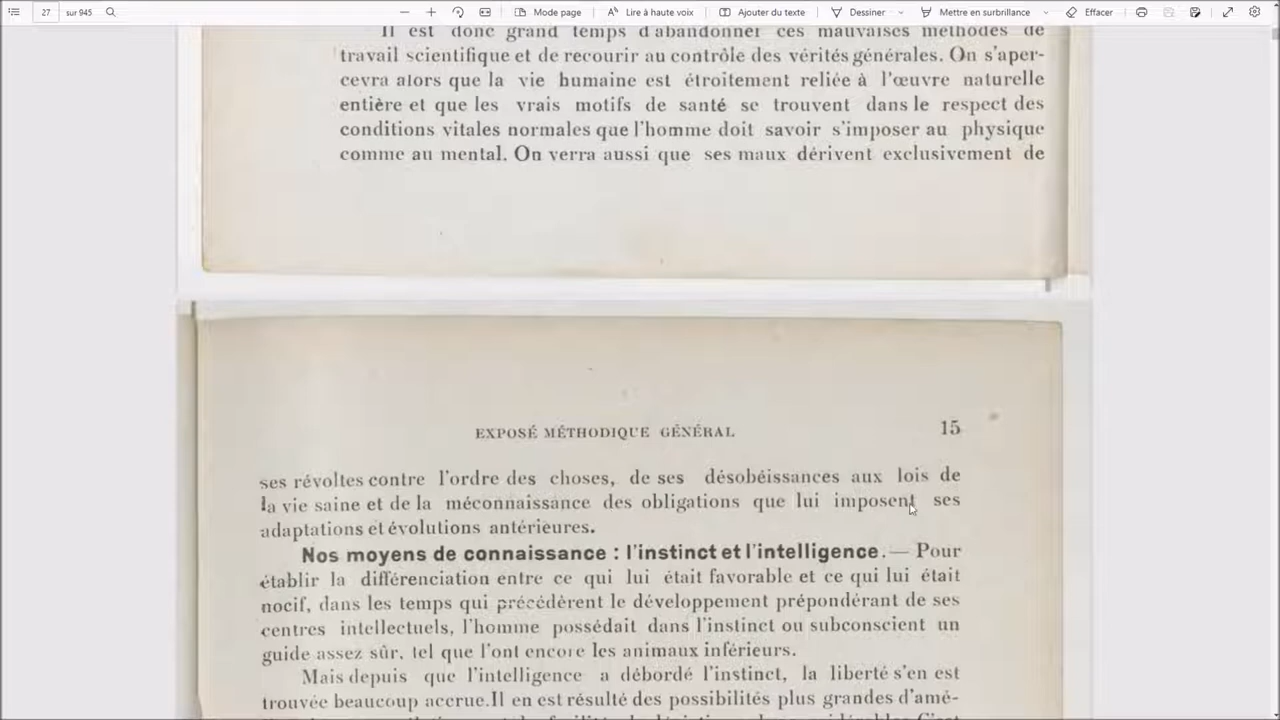 27 sur 945 Mode page Lire à haute voix Ajouter du texte Dessiner Mettre en surbrillance Effacer
Il est donc grand temps d'abandonner ces mauvaises méthodes de
travail scientifique et de recourir au contrôle des vérités générales. On s'aper-
cevra alors que la vie humaine est étroitement reliée à l'œuvre naturelle
entière et que les vrais motifs de santé se trouvent dans le respect des
conditions vitales normales que l'homme doit savoir s'imposer au physique
comme au mental. On verra aussi que ses maux dérivent exclusivement de
EXPOSÉ MÉTHODIQUE GÉNÉRAL 15
ses révoltes contre l'ordre des choses, de ses désobéissances aux lois de
la vie saine et de la méconnaissance des obligations que lui imposent ses
adaptations et évolutions antérieures.
Nos moyens de connaissance : l'instinct et l'intelligence. — Pour
établir la différenciation entre ce qui lui était favorable et ce qui lui était
nocif, dans les temps qui précédèrent le développement prépondérant de ses
centres intellectuels, l'homme possédait dans l'instinct ou subconscient un
guide assez sûr, tel que l'ont encore les animaux inférieurs.
Mais depuis que l'intelligence a débordé l'instinct, la liberté s'en est
trouvée beaucoup accrue. Il en est résulté des possibilités plus grandes d'amé-